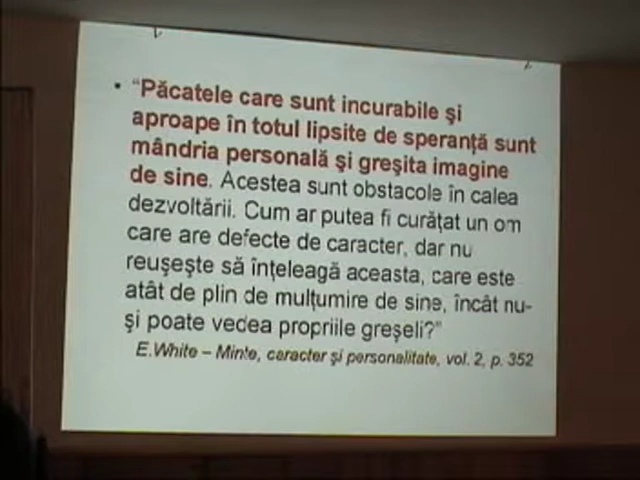 • “Păcatele care sunt incurabile şi
aproape în totul lipsite de speranţă sunt
mândria personală şi greşita imagine
de sine. Acestea sunt obstacole în calea
dezvoltării. Cum ar putea fi curăţat un om
care are defecte de caracter, dar nu
reuşeşte să înţeleagă aceasta, care este
atât de plin de mulţumire de sine, încât nu-
şi poate vedea propriile greşeli?”
E.White – Minte, caracter şi personalitate, vol. 2, p. 352